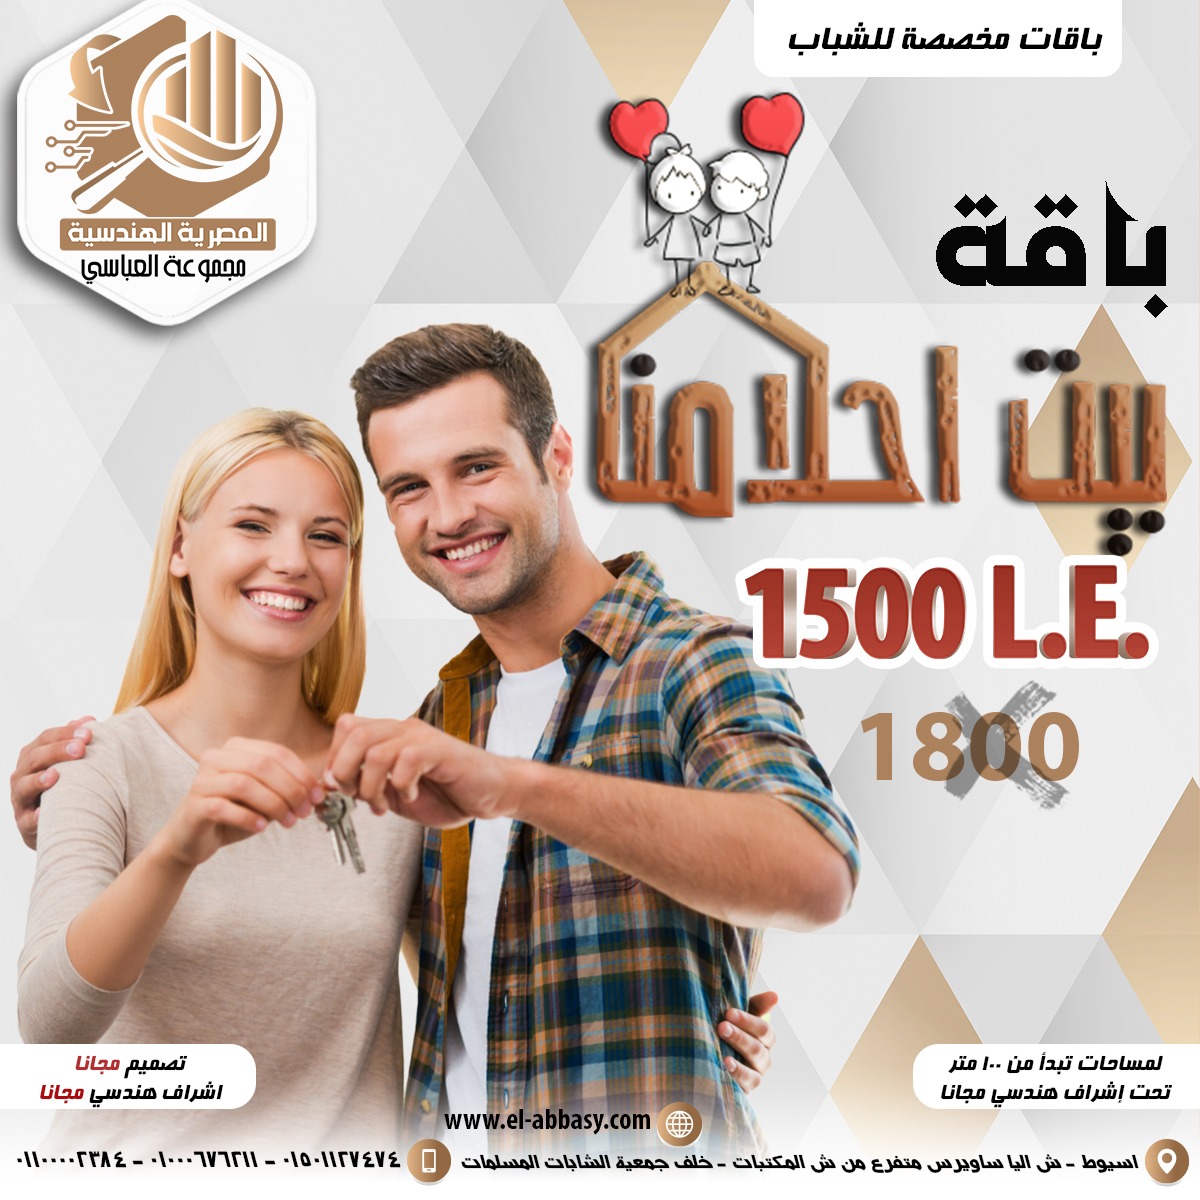 باقات مخصصة للشباب
المصرية الهندسية
مجموعة العباسي
باقة
بيت احلامنا
1500 L.E.
1800
تصميم مجانا
اشراف هندسي مجانا
لمساحات تبدأ من ١٠٠ متر
تحت إشراف هندسي مجانا
www.el-abbasy.com
اسيوط - ش اليا ساويرس متفرع من ش المكتبات - خلف جمعية الشابات المسلمات
٠١٥٠١١٢٧٤٧٤ - ٠١٠٠٠٦٧٦٢١١ - ٠١١٠٠٠٠٢٣٨٤